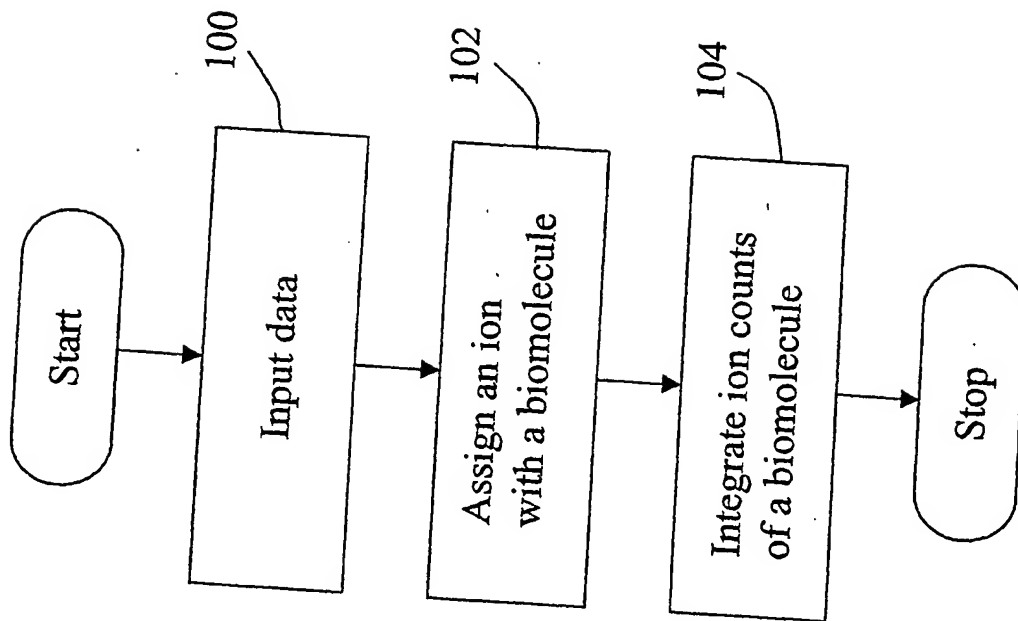 Start
Input data
100
Assign an ion
with a biomolecule
102
Integrate ion counts
of a biomolecule
104
Stop